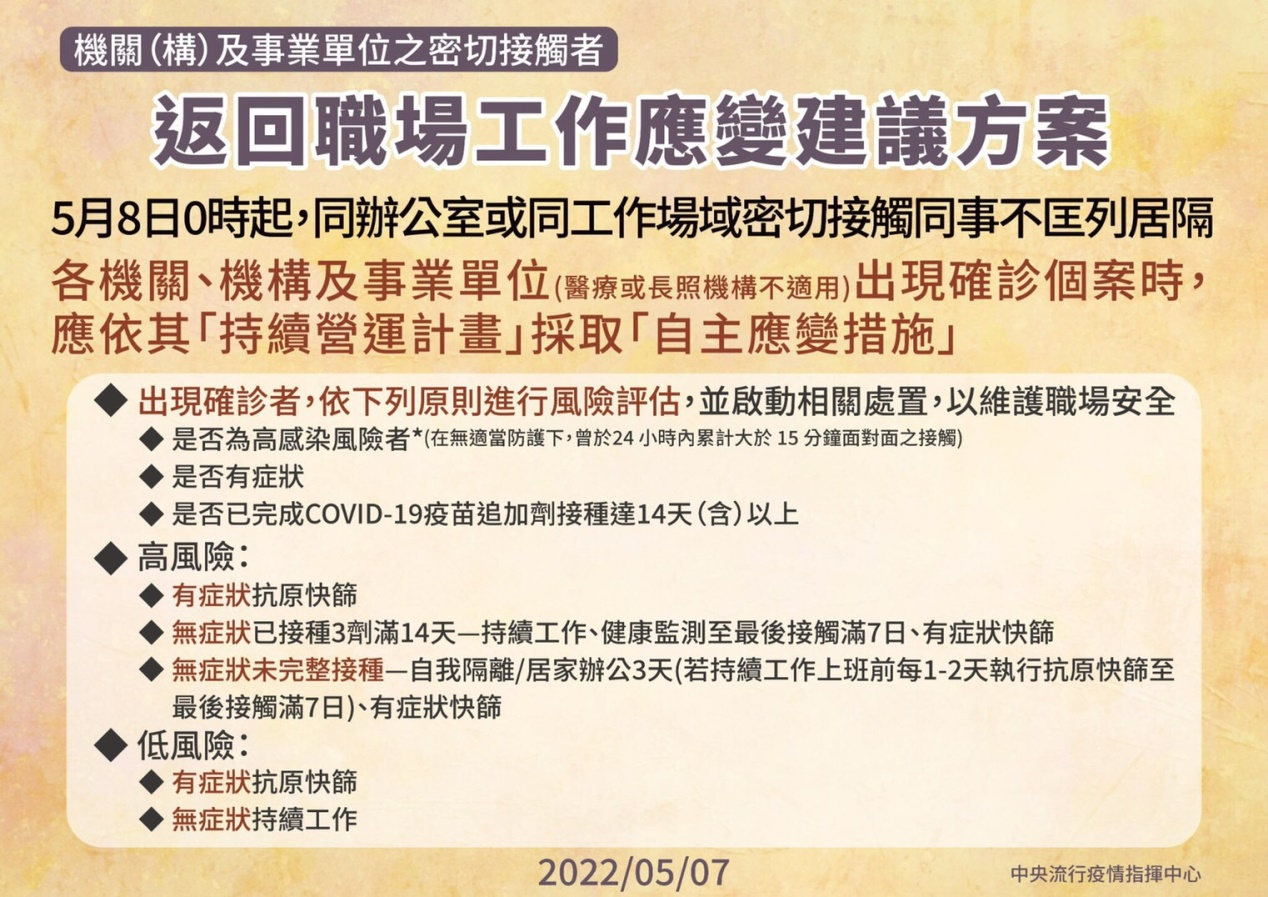 機關(構)及事業單位之密切接觸者
返回職場工作應變建議方案
5月8日0時起,同辦公室或同工作場域密切接觸同事不匡列居隔
各機關、機構及事業單位(醫療或長照機構不適用)出現確診個案時,
應依其「持續營運計畫」採取「自主應變措施」
◆ 出現確診者,依下列原則進行風險評估,並啟動相關處置,以維護職場安全
◆ 是否為高感染風險者*(在無適當防護下,曾於24 小時內累計大於 15 分鐘面對面之接觸)
◆ 是否有症狀
◆ 是否已完成COVID-19疫苗追加劑接種達14天(含)以上
◆ 高風險:
◆ 有症狀抗原快篩
◆ 無症狀已接種3劑滿14天—持續工作、健康監測至最後接觸滿7日、有症狀快篩
◆ 無症狀未完整接種—自我隔離/居家辦公3天(若持續工作上班前每1-2天執行抗原快篩至
最後接觸滿7日)、有症狀快篩
◆ 低風險:
◆ 有症狀抗原快篩
◆ 無症狀持續工作
2022/05/07
中央流行疫情指揮中心